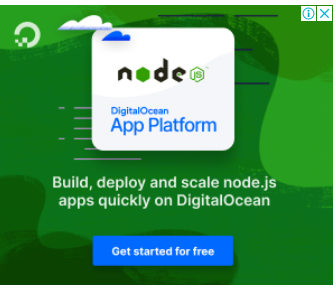 node
JS
DigitalOcean
App Platform
Build, deploy and scale node.js
apps quickly on DigitalOcean
Get started for free